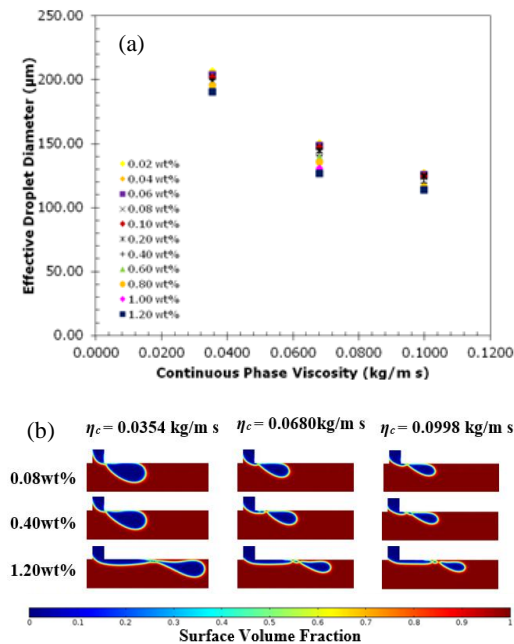 250.00
(a)
200.00
150.00
100.00
50.00
0.00
Effective Droplet Diameter (µm)
0.02 wt%
0.04 wt%
0.06 wt%
0.08 wt%
0.10 wt%
0.20 wt%
0.40 wt%
0.60 wt%
0.80 wt%
1.00 wt%
1.20 wt%
0.0000 0.0200 0.0400 0.0600 0.0800 0.1000 0.1200
Continuous Phase Viscosity (kg/m s)
(b)
ηc = 0.0354 kg/m s ηc = 0.0680kg/m s ηc = 0.0998 kg/m s
0.08wt%
0.40wt%
1.20wt%
0 0.1 0.2 0.3 0.4 0.5 0.6 0.7 0.8 0.9 1
Surface Volume Fraction